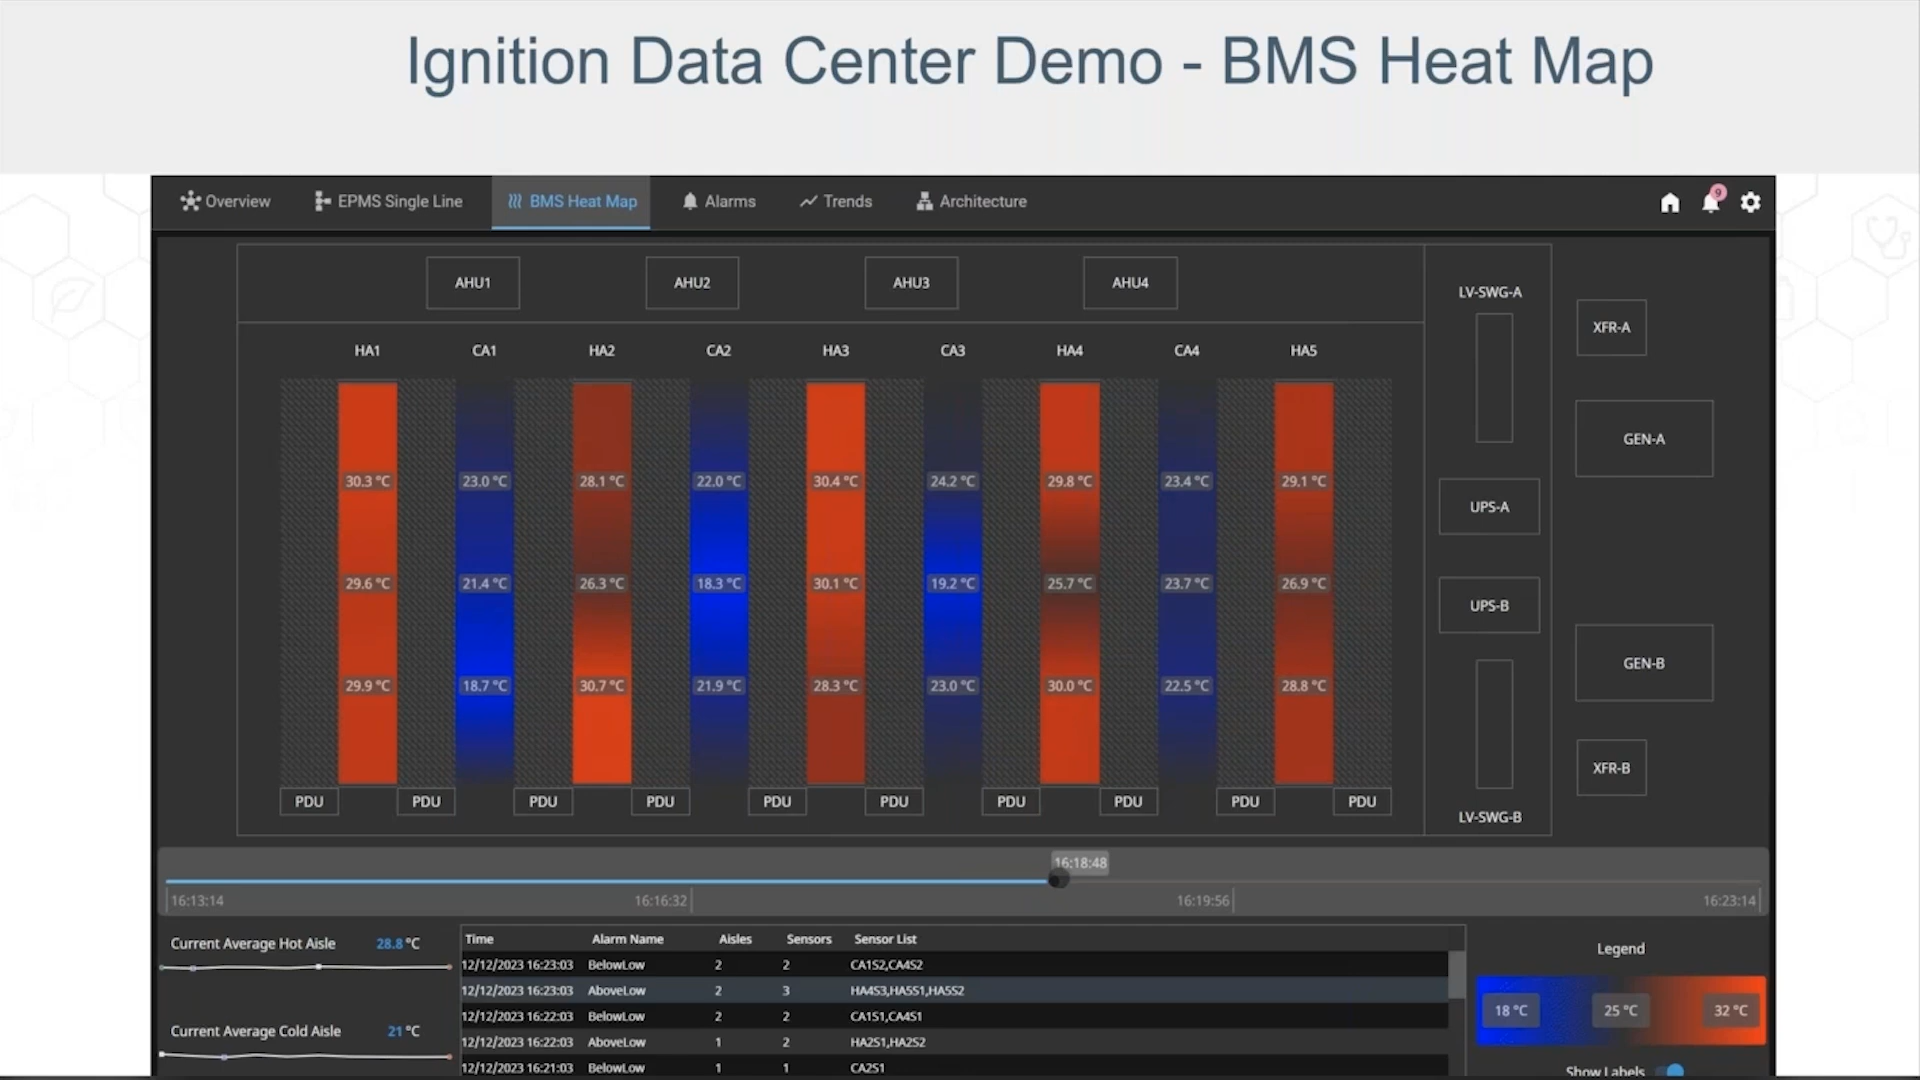 Ignition Data Center Demo - BMS Heat Map
Overview EPMS Single Line BMS Heat Map Alarms Trends Architecture 9
AHU1 AHU2 AHU3 AHU4
LV-SWG-A
XFR-A
HA1 CA1 HA2 CA2 HA3 CA3 HA4 CA4 HA5
GEN-A
30.3 °C 23.0 °C 28.1 °C 22.0 °C 30.4 °C 24.2 °C 29.8 °C 23.4 °C 29.1 °C
UPS-A
29.6 °C 21.4 °C 26.3 °C 18.3 °C 30.1 °C 19.2 °C 25.7 °C 23.7 °C 26.9 °C
UPS-B
GEN-B
29.9 °C 18.7 °C 30.7 °C 21.9 °C 28.3 °C 23.0 °C 30.0 °C 22.5 °C 28.8 °C
XFR-B
PDU PDU PDU PDU PDU PDU PDU PDU PDU PDU
LV-SWG-B
16:18:48
16:13:14 16:16:32 16:19:56 16:23:14
Current Average Hot Aisle 28.8 °C
Current Average Cold Aisle 21 °C
Time Alarm Name Aisles Sensors Sensor List
12/12/2023 16:23:03 BelowLow 2 2 CA1S2,CA4S2
12/12/2023 16:23:03 AboveLow 2 3 HA4S3,HA5S1,HA5S2
12/12/2023 16:22:03 BelowLow 2 2 CA1S1,CA4S1
12/12/2023 16:22:03 AboveLow 1 2 HA2S1,HA2S2
12/12/2023 16:21:03 BelowLow 1 1 CA2S1
Legend
18 °C 25 °C 32 °C
Show Labels